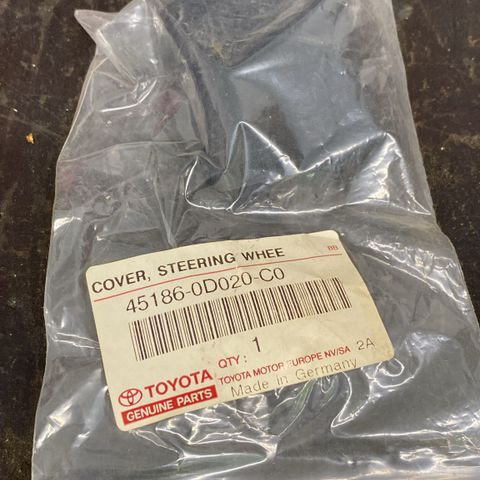 COVER, STEERING WHEE
BB
45186-0D020-C0
QTY: 1
TOYOTA
GENUINE PARTS
TOYOTA MOTOR EUROPE NV/SA 2A
Made in Germany